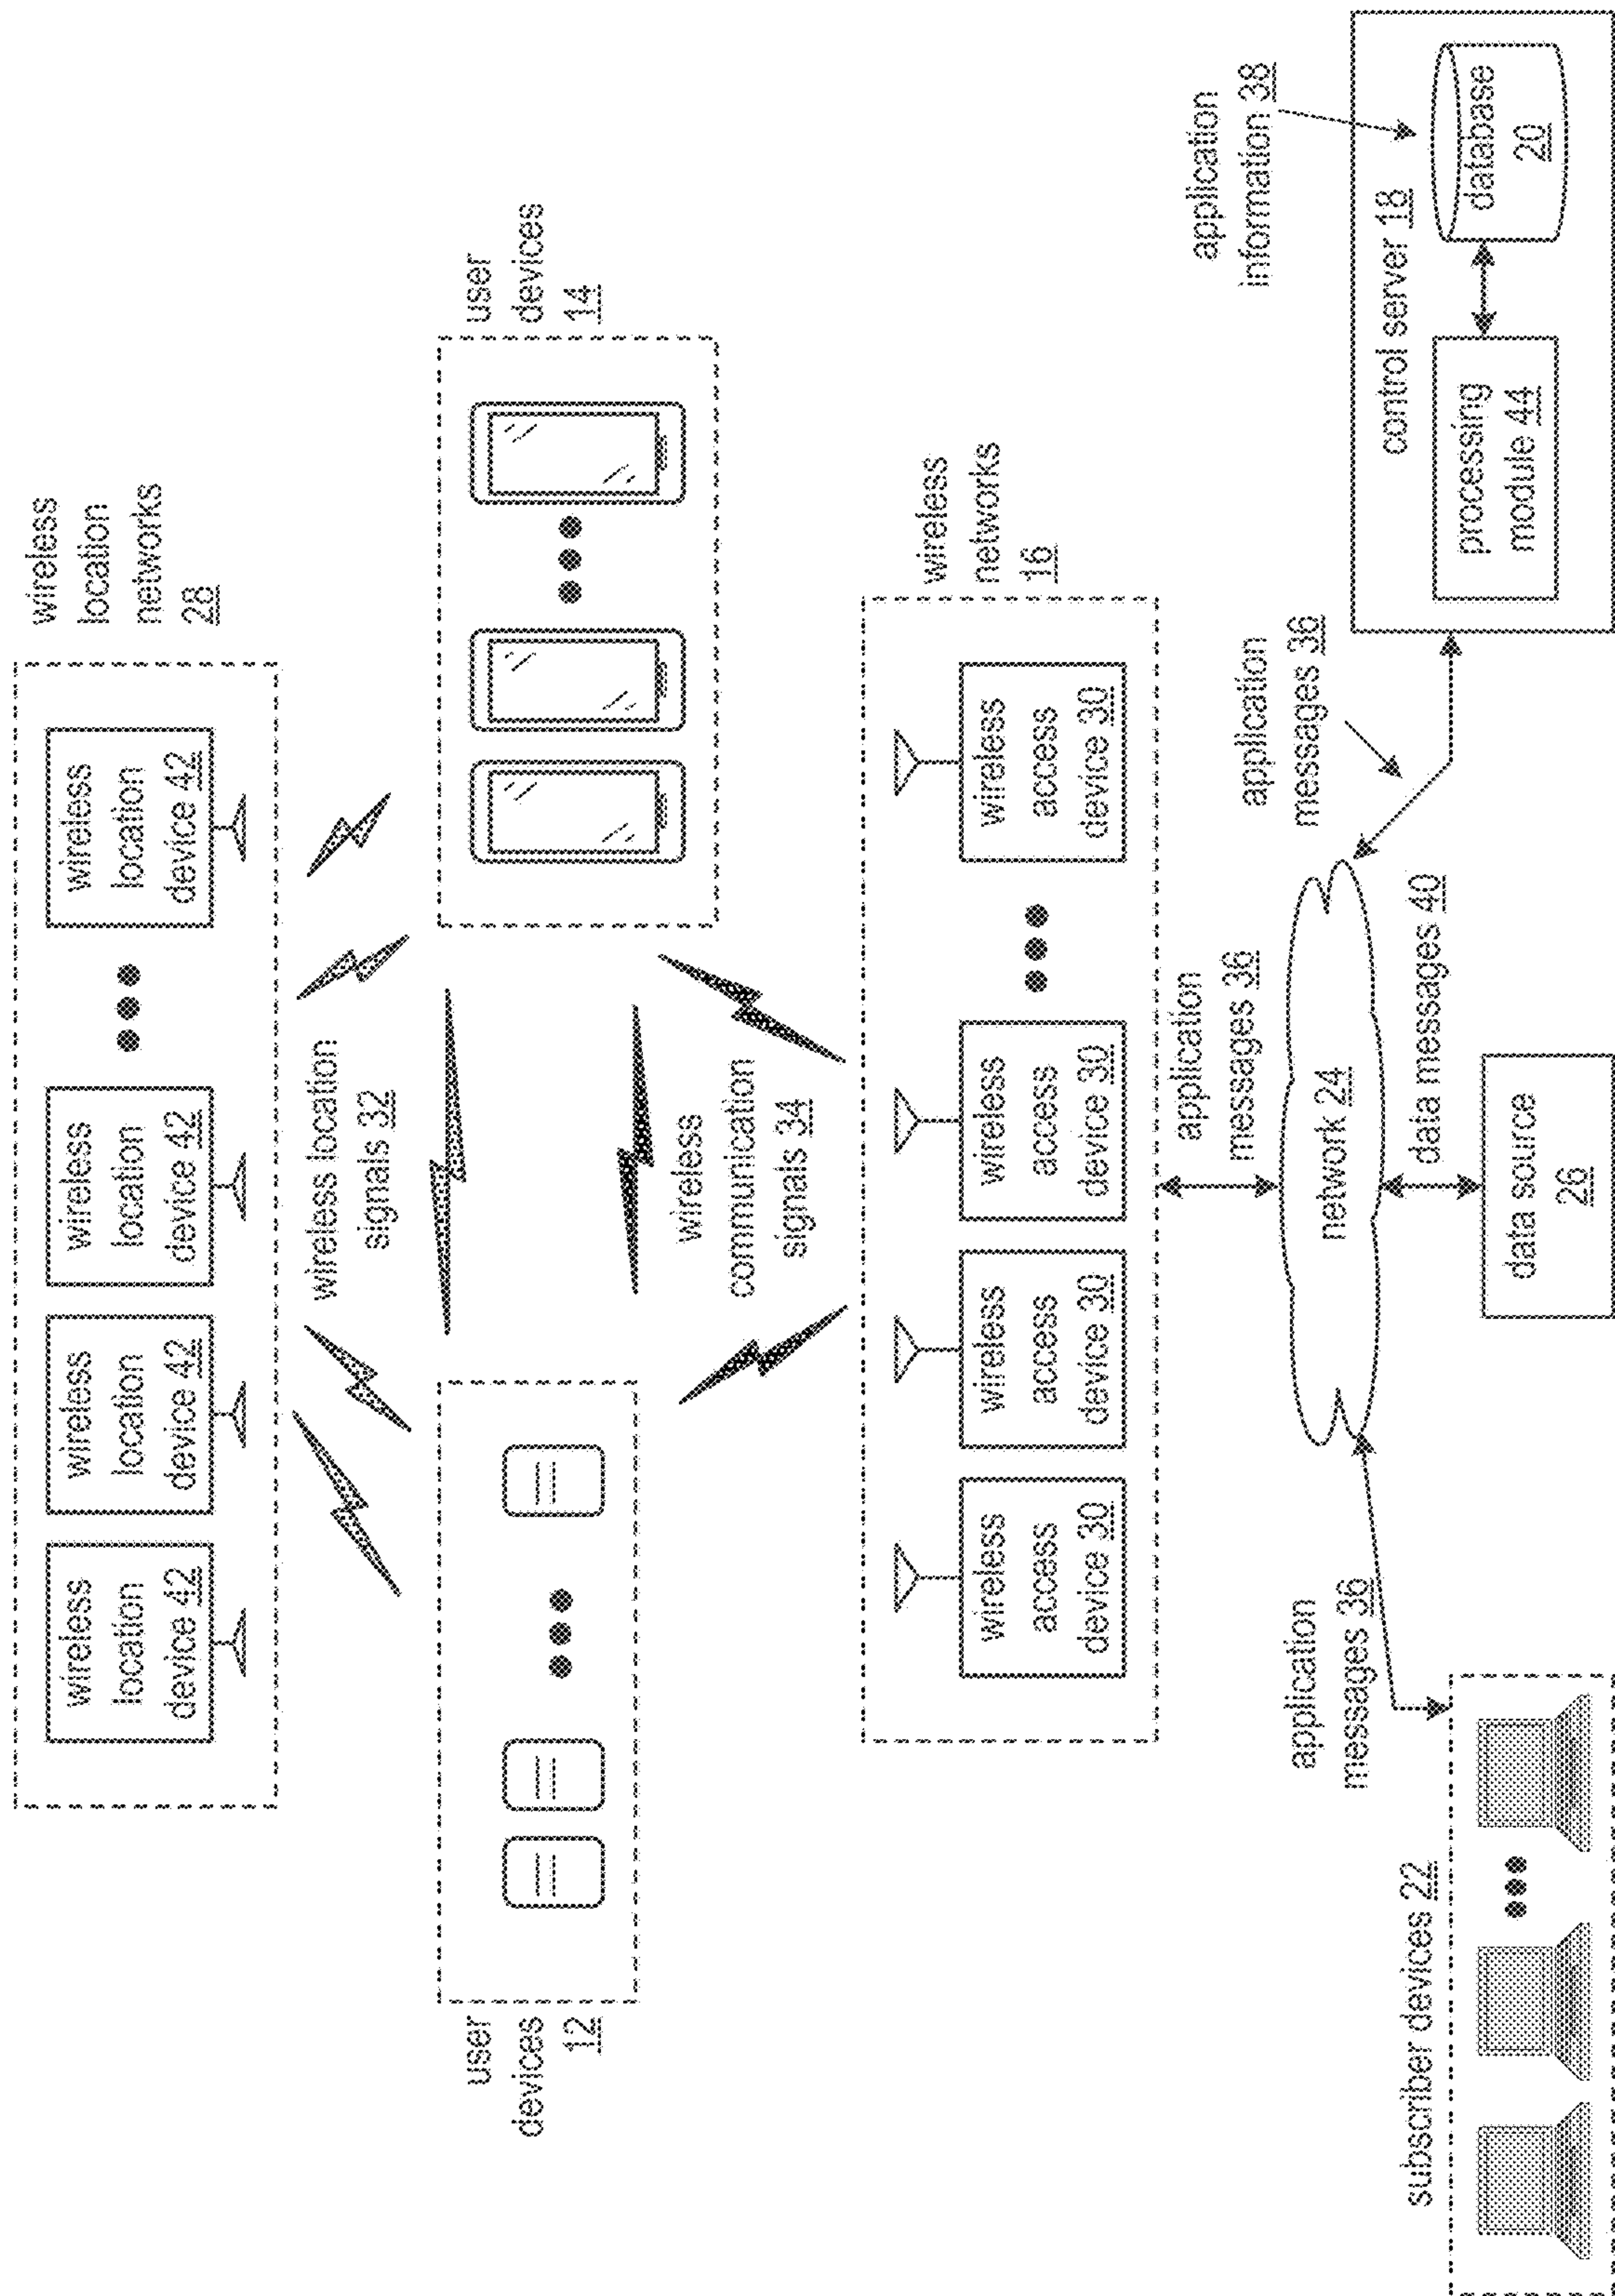 wireless
location
networks
28
wireless
location
device 42
wireless
location
device 42
wireless
location
device 42
wireless
location
device 42
wireless location
signals 32
user
devices
12
user
devices
14
wireless
communication
signals 34
wireless
networks
16
wireless
access
device 30
wireless
access
device 30
wireless
access
device 30
wireless
access
device 30
application
messages 36
application
messages 36
application
messages 36
application
information 38
network 24
data messages 40
data source
26
subscriber devices 22
control server 18
processing
module 44
database
20